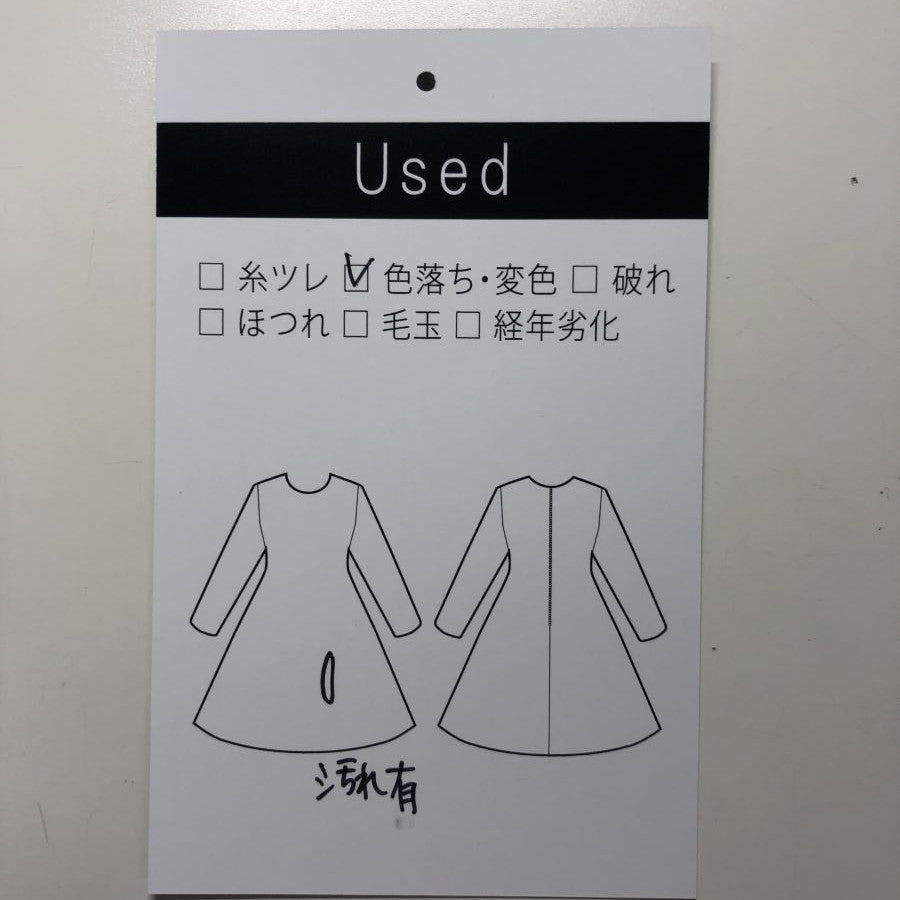 Used
□ 糸ツレ ☑ 色落ち・変色 □ 破れ
□ ほつれ □ 毛玉 □ 経年劣化
汚れ有